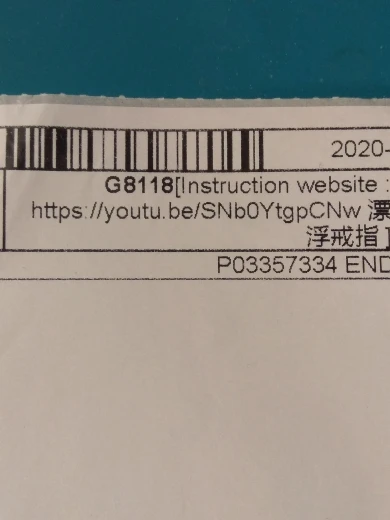 2020-
G8118[Instruction website :
https://youtu.be/SNb0YtgpCNw 漂
浮戒指]
P03357334 END